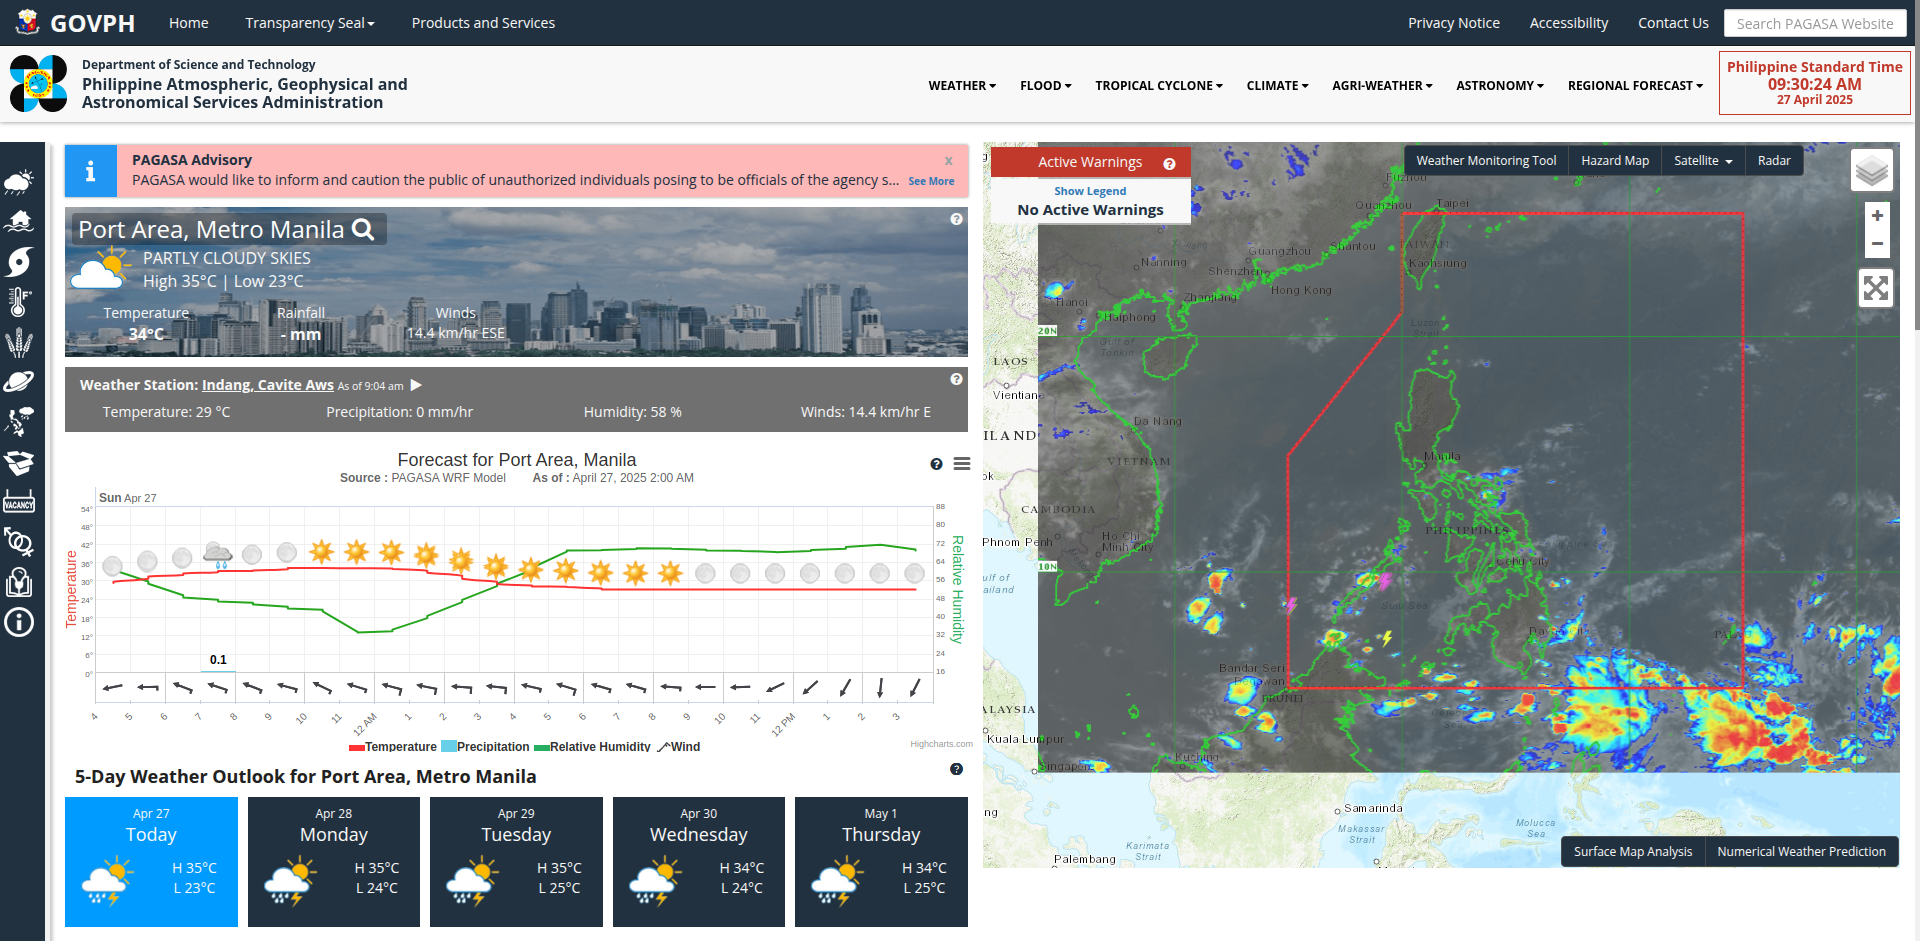 GOVPH
Home
Transparency Seal
Products and Services
Privacy Notice
Accessibility
Contact Us
Search PAGASA Website
Department of Science and Technology
Philippine Atmospheric, Geophysical and
Astronomical Services Administration
WEATHER
FLOOD
TROPICAL CYCLONE
CLIMATE
AGRI-WEATHER
ASTRONOMY
REGIONAL FORECAST
Philippine Standard Time
09:30:24 AM
27 April 2025
VACANCY
PAGASA Advisory
x
PAGASA would like to inform and caution the public of unauthorized individuals posing to be officials of the agency s...
See More
Port Area, Metro Manila
PARTLY CLOUDY SKIES
High 35°C | Low 23°C
Temperature
Rainfall
Winds
34°C
- mm
14.4 km/hr ESE
Weather Station: Indang, Cavite Aws As of 9:04 am
Temperature: 29 °C
Precipitation: 0 mm/hr
Humidity: 58 %
Winds: 14.4 km/hr E
Forecast for Port Area, Manila
Source : PAGASA WRF Model
As of : April 27, 2025 2:00 AM
Sun Apr 27
54°
48°
42°
36°
30°
24°
18°
12°
6°
0°
Temperature
88
80
72
64
56
48
40
32
24
16
Relative Humidity
0.1
4
5
6
7
8
9
10
11
12 AM
1
2
3
4
5
6
7
8
9
10
11
12 PM
1
2
3
Temperature
Precipitation
Relative Humidity
Wind
Highcharts.com
5-Day Weather Outlook for Port Area, Metro Manila
Apr 27
Today
H 35°C
L 23°C
Apr 28
Monday
H 35°C
L 24°C
Apr 29
Tuesday
H 35°C
L 25°C
Apr 30
Wednesday
H 34°C
L 24°C
May 1
Thursday
H 34°C
L 25°C
Active Warnings
Show Legend
No Active Warnings
Weather Monitoring Tool
Hazard Map
Satellite
Radar
+
−
Fuzhou
Quanzhou
Taipei
TAIWAN
Guangzhou
Shantou
Nanning
Shenzhen
Kaohsiung
Hong Kong
Zhanjiang
Hanoi
Haiphong
20N
Luzon
Strait
Gulf of
Tonkin
LAOS
Vientiane
Da Nang
ILAND
VIETNAM
Manila
ok
CAMBODIA
PHILIPPINES
Phnom Penh
Ho Chi
Minh City
Cebu City
10N
ulf of
ailand
Sulu Sea
Davao City
PALAU
Bandar Seri
Begawan
BRUNEI
ALAYSIA
Kuala Lumpur
Kuching
Singapore
ng
Samarinda
Makassar
Strait
Molucca
Sea
Karimata
Strait
Palembang
Surface Map Analysis
Numerical Weather Prediction